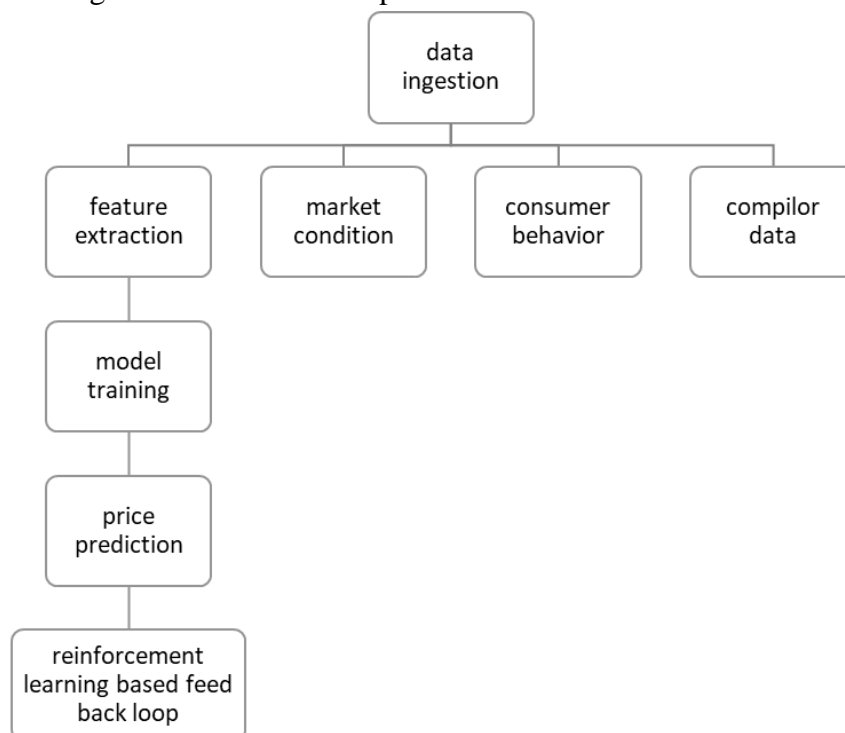 data
ingestion
feature
extraction
market
condition
consumer
behavior
compilor
data
model
training
price
prediction
reinforcement
learning based feed
back loop